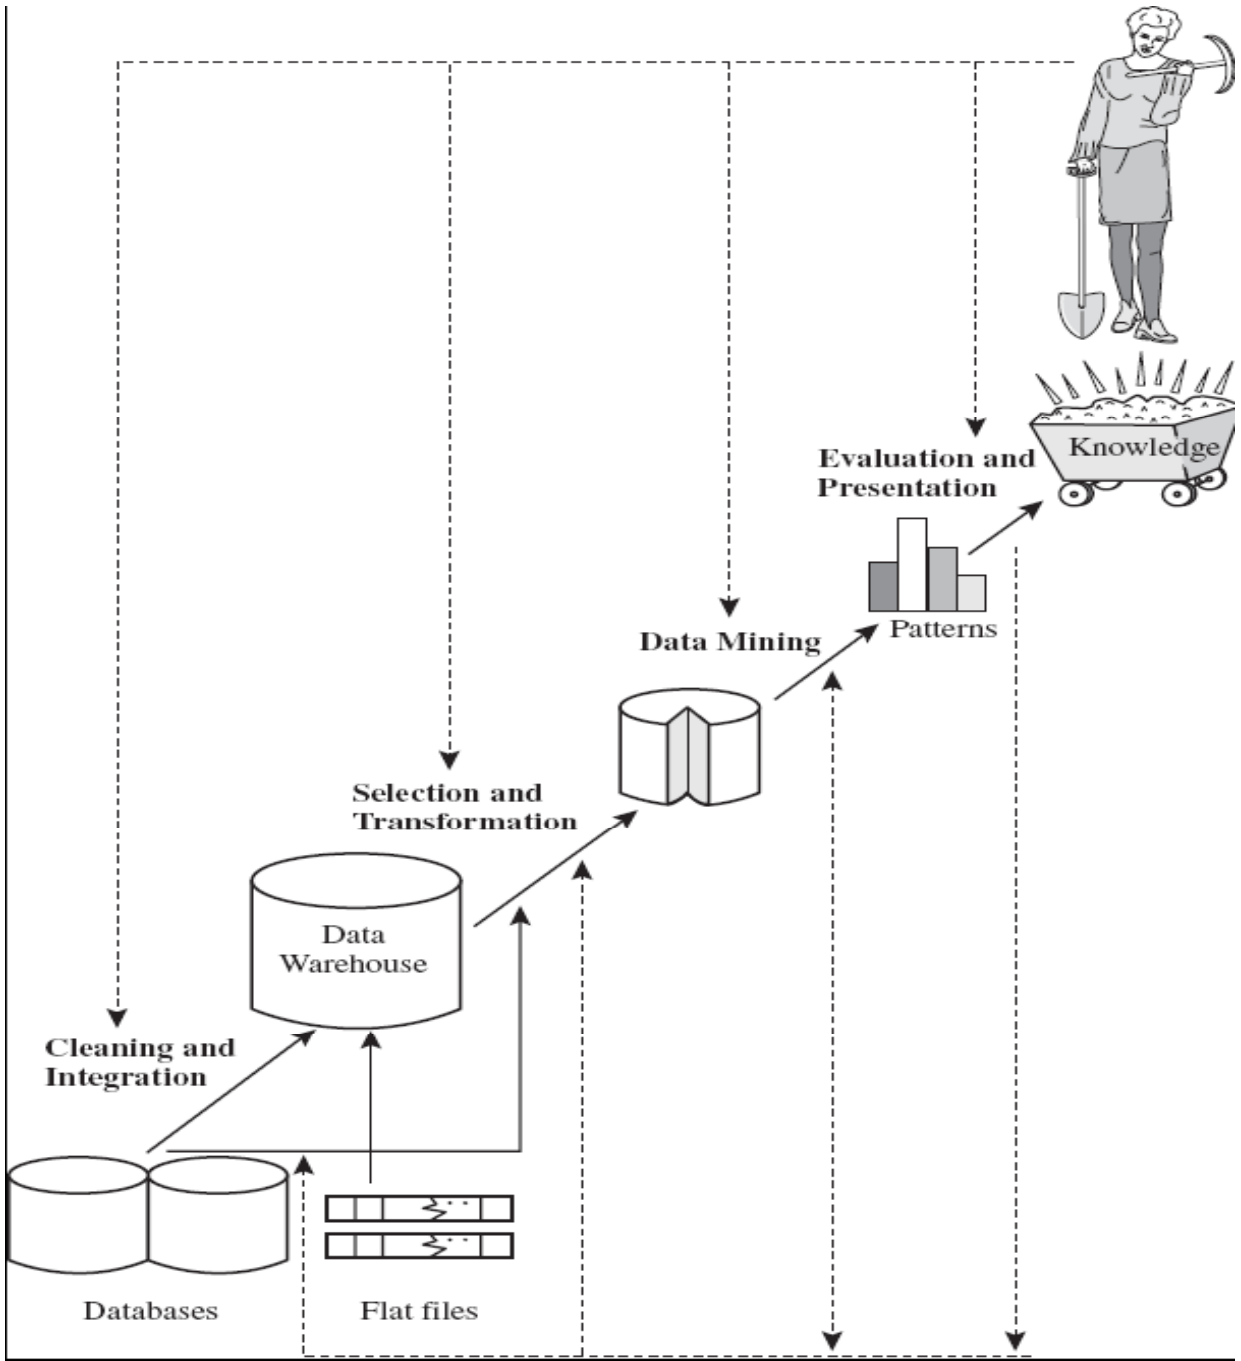 Evaluation and
Presentation
Knowledge
Patterns
Data Mining
Selection and
Transformation
Data
Warehouse
Cleaning and
Integration
Databases
Flat files